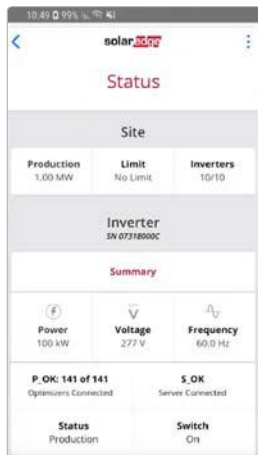 10:49 99%
solaredge
Status
Site
Production Limit Inverters
1.00 MW No Limit 10/10
Inverter
SN 07318000C
Summary
Power Voltage Frequency
100 kW 277 V 60.0 Hz
P_OK: 141 of 141 S_OK
Optimizers Connected Server Connected
Status Switch
Production On